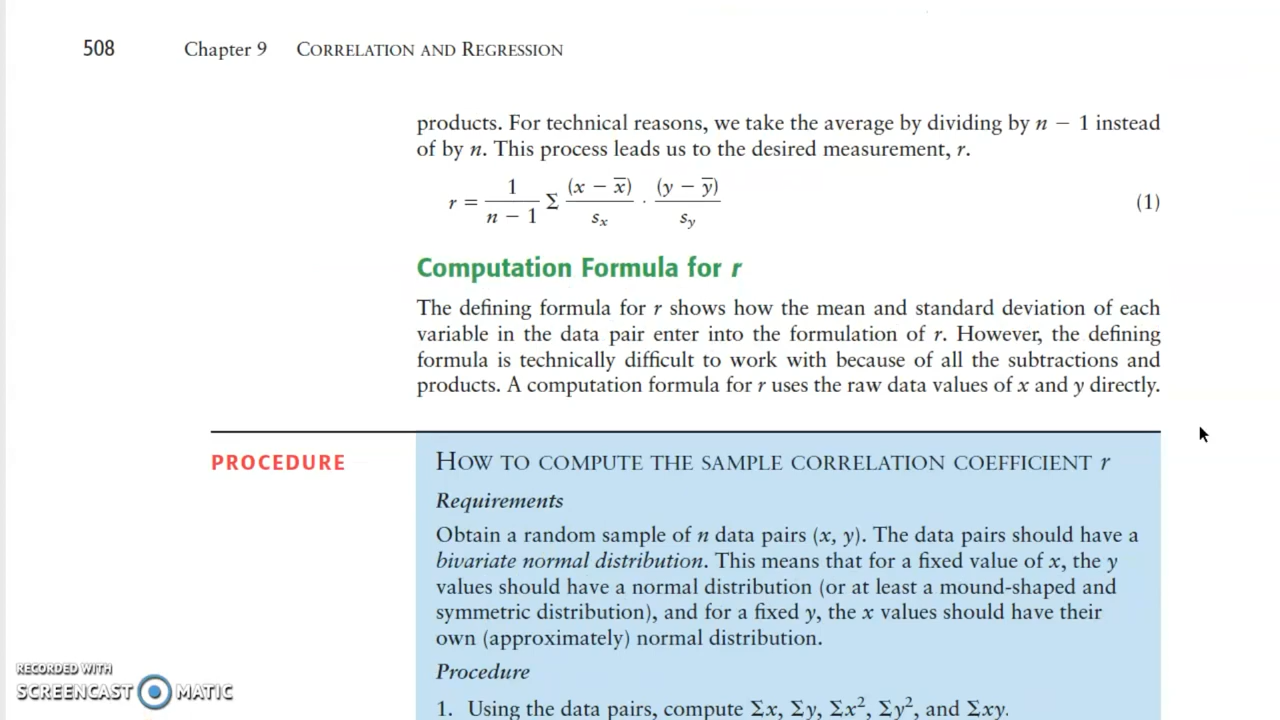 508 Chapter 9 CORRELATION AND REGRESSION
products. For technical reasons, we take the average by dividing by n − 1 instead
of by n. This process leads us to the desired measurement, r.
r = 1/(n − 1) Σ (x − x̄)/sₓ · (y − ȳ)/s_y (1)
Computation Formula for r
The defining formula for r shows how the mean and standard deviation of each
variable in the data pair enter into the formulation of r. However, the defining
formula is technically difficult to work with because of all the subtractions and
products. A computation formula for r uses the raw data values of x and y directly.
PROCEDURE
HOW TO COMPUTE THE SAMPLE CORRELATION COEFFICIENT r
Requirements
Obtain a random sample of n data pairs (x, y). The data pairs should have a
bivariate normal distribution. This means that for a fixed value of x, the y
values should have a normal distribution (or at least a mound-shaped and
symmetric distribution), and for a fixed y, the x values should have their
own (approximately) normal distribution.
Procedure
1. Using the data pairs, compute Σx, Σy, Σx², Σy², and Σxy.
RECORDED WITH
SCREENCAST MATIC